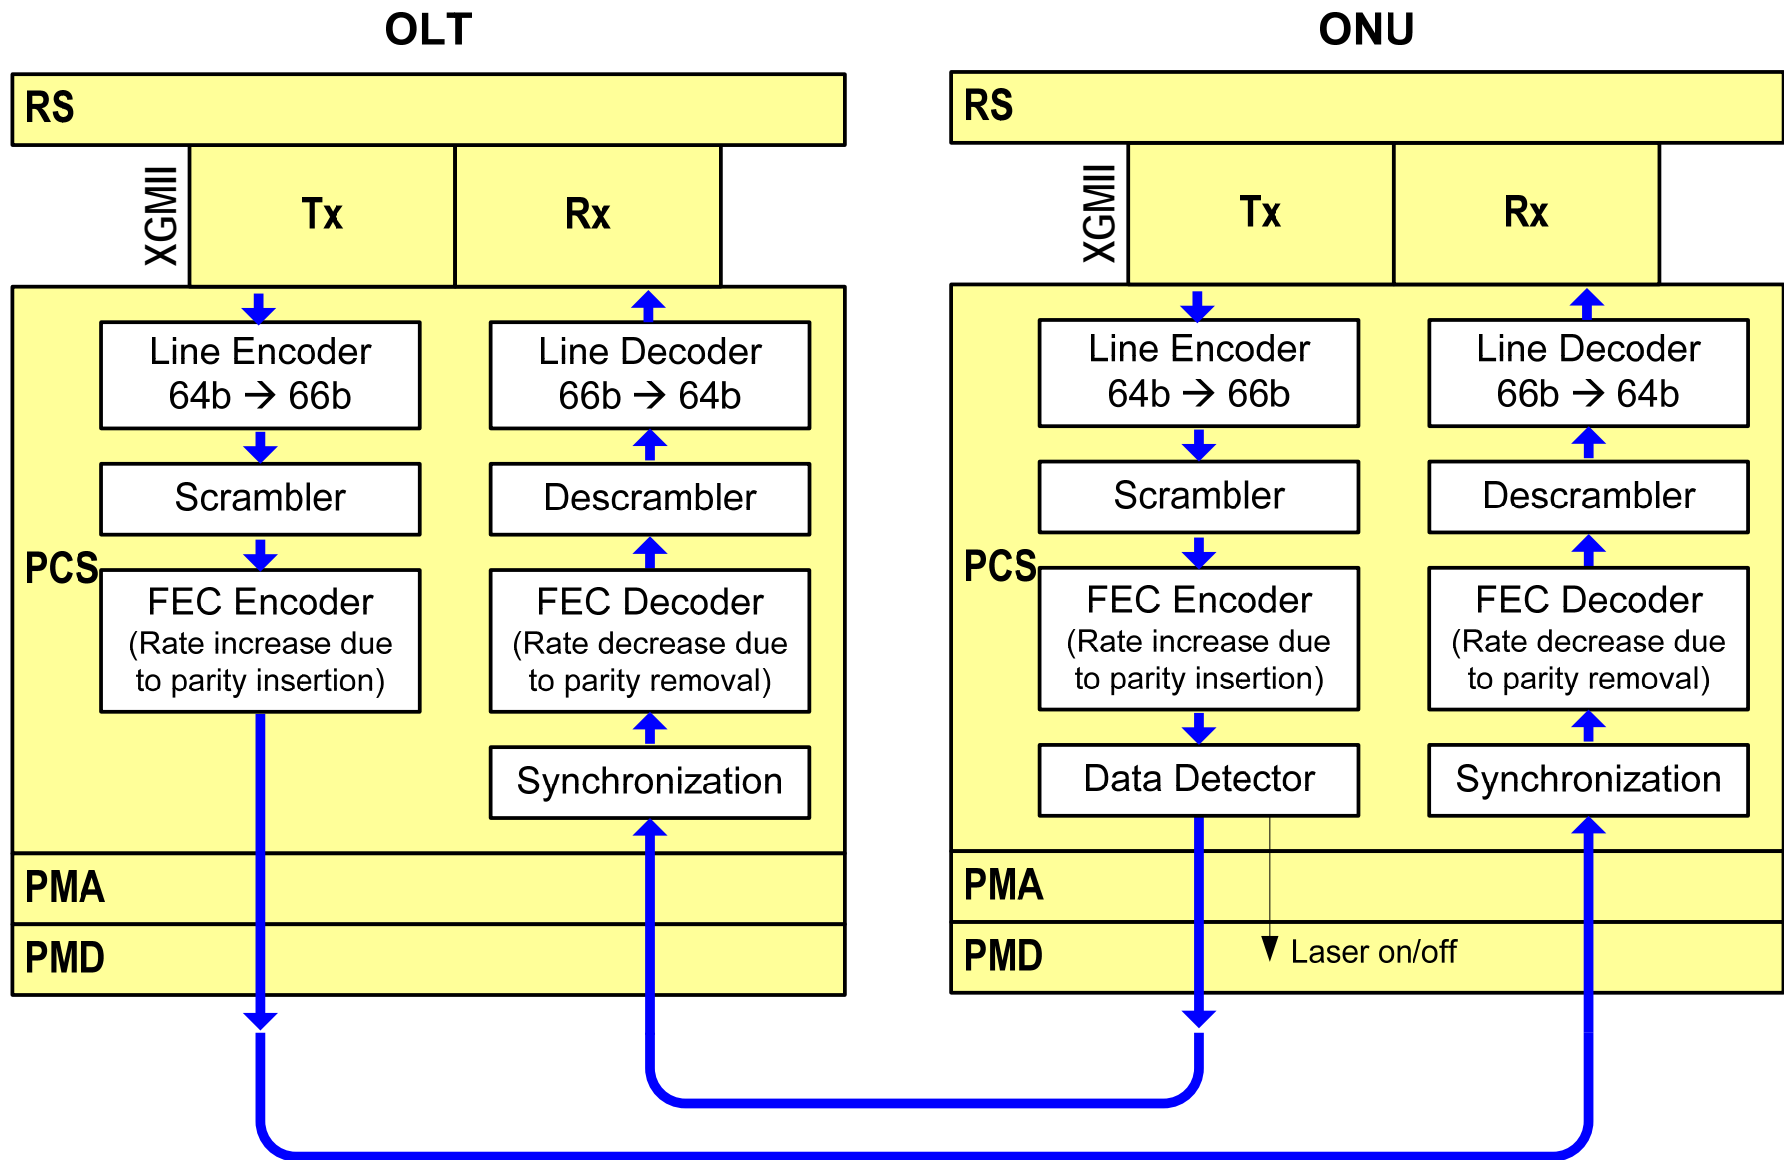 OLT
RS
XGMII
Tx
Rx
Line Encoder
64b → 66b
Line Decoder
66b → 64b
Scrambler
Descrambler
PCS
FEC Encoder
(Rate increase due
to parity insertion)
FEC Decoder
(Rate decrease due
to parity removal)
Synchronization
PMA
PMD
ONU
RS
XGMII
Tx
Rx
Line Encoder
64b → 66b
Line Decoder
66b → 64b
Scrambler
Descrambler
PCS
FEC Encoder
(Rate increase due
to parity insertion)
FEC Decoder
(Rate decrease due
to parity removal)
Data Detector
Synchronization
PMA
PMD
Laser on/off